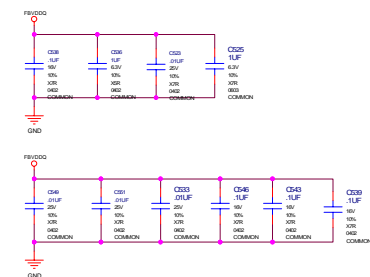 FBVDDQ
C538
.1UF
16V
10%
X7R
0402
COMMON
C536
1UF
6.3V
10%
X5R
0402
COMMON
C523
.01UF
25V
10%
X7R
0402
COMMON
C525
1UF
6.3V
10%
X7R
0603
COMMON
GND
FBVDDQ
C549
.01UF
25V
10%
X7R
0402
COMMON
C551
.01UF
25V
10%
X7R
0402
COMMON
C533
.01UF
25V
10%
X7R
0402
COMMON
C546
.1UF
16V
10%
X7R
0402
COMMON
C543
.1UF
16V
10%
X7R
0402
COMMON
C539
.1UF
16V
10%
X7R
0402
COMMON
GND